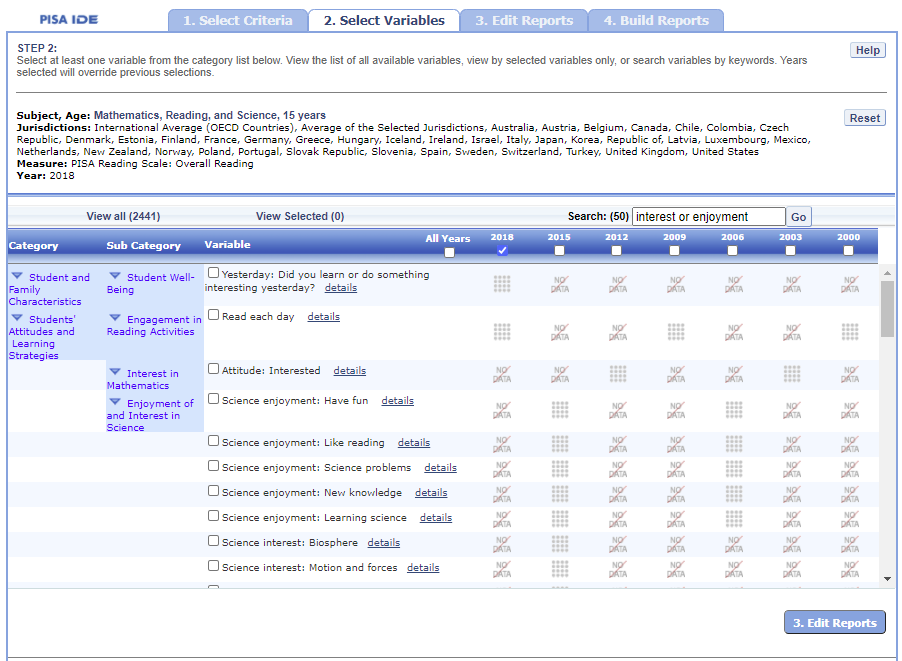 PISA IDE
1. Select Criteria
2. Select Variables
3. Edit Reports
4. Build Reports
STEP 2:
Help
Select at least one variable from the category list below. View the list of all available variables, view by selected variables only, or search variables by keywords. Years
selected will override previous selections.
Subject, Age: Mathematics, Reading, and Science, 15 years
Reset
Jurisdictions: International Average (OECD Countries), Average of the Selected Jurisdictions, Australia, Austria, Belgium, Canada, Chile, Colombia, Czech
Republic, Denmark, Estonia, Finland, France, Germany, Greece, Hungary, Iceland, Ireland, Israel, Italy, Japan, Korea, Republic of, Latvia, Luxembourg, Mexico,
Netherlands, New Zealand, Norway, Poland, Portugal, Slovak Republic, Slovenia, Spain, Sweden, Switzerland, Turkey, United Kingdom, United States
Measure: PISA Reading Scale: Overall Reading
Year: 2018
View all (2441) View Selected (0) Search: (50) interest or enjoyment Go
Category Sub Category Variable All Years 2018 2015 2012 2009 2006 2003 2000
Student and
Family
Characteristics
Student Well-
Being
Yesterday: Did you learn or do something
interesting yesterday? details
NO DATA NO DATA NO DATA NO DATA NO DATA NO DATA
Students'
Attitudes and
Learning
Strategies
Engagement in
Reading Activities
Read each day details
NO DATA NO DATA NO DATA NO DATA
Interest in
Mathematics
Attitude: Interested details
NO DATA NO DATA NO DATA NO DATA NO DATA
Enjoyment of
and Interest in
Science
Science enjoyment: Have fun details
NO DATA NO DATA NO DATA NO DATA NO DATA
Science enjoyment: Like reading details
NO DATA NO DATA NO DATA NO DATA NO DATA
Science enjoyment: Science problems details
NO DATA NO DATA NO DATA NO DATA NO DATA
Science enjoyment: New knowledge details
NO DATA NO DATA NO DATA NO DATA NO DATA
Science enjoyment: Learning science details
NO DATA NO DATA NO DATA NO DATA NO DATA
Science interest: Biosphere details
NO DATA NO DATA NO DATA NO DATA NO DATA NO DATA
Science interest: Motion and forces details
NO DATA NO DATA NO DATA NO DATA NO DATA NO DATA
3. Edit Reports